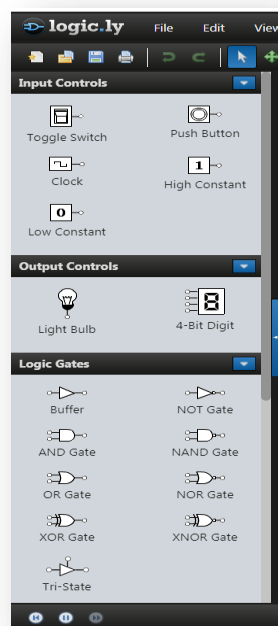 logic.ly
File Edit View
Input Controls
Toggle Switch Push Button
Clock 1 High Constant
0 Low Constant
Output Controls
Light Bulb 8 4-Bit Digit
Logic Gates
Buffer NOT Gate
AND Gate NAND Gate
OR Gate NOR Gate
XOR Gate XNOR Gate
Tri-State